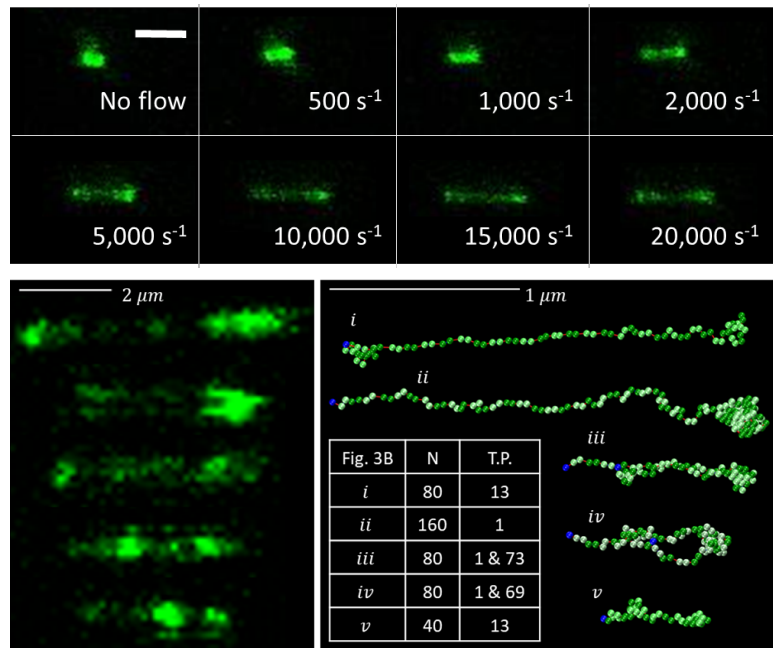 No flow
500 s⁻¹
1,000 s⁻¹
2,000 s⁻¹
5,000 s⁻¹
10,000 s⁻¹
15,000 s⁻¹
20,000 s⁻¹
2 μm
1 μm
i
ii
iii
iv
v
Fig. 3B N T.P.
i 80 13
ii 160 1
iii 80 1 & 73
iv 80 1 & 69
v 40 13